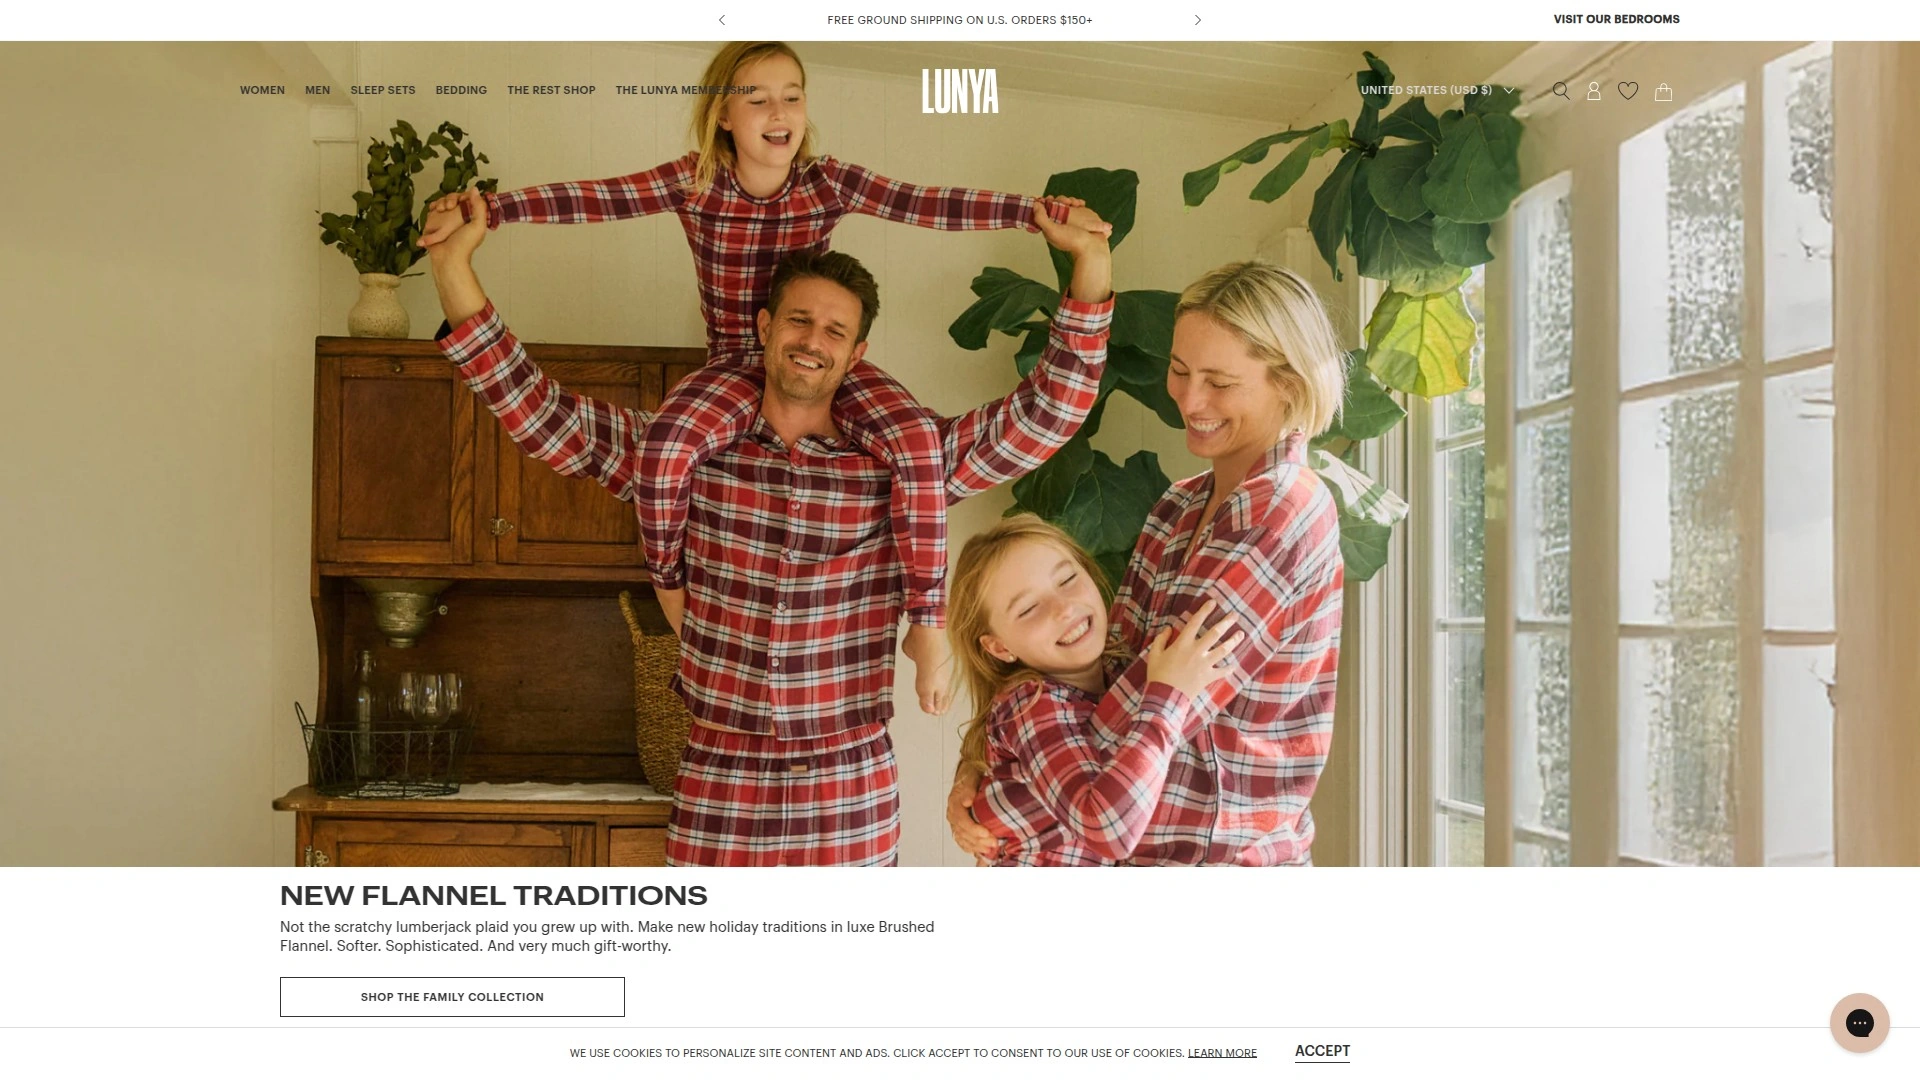 FREE GROUND SHIPPING ON U.S. ORDERS $150+
VISIT OUR BEDROOMS
WOMEN MEN SLEEP SETS BEDDING THE REST SHOP THE LUNYA MEMBERSHIP
LUNYA
UNITED STATES (USD $)
NEW FLANNEL TRADITIONS
Not the scratchy lumberjack plaid you grew up with. Make new holiday traditions in luxe Brushed
Flannel. Softer. Sophisticated. And very much gift-worthy.
SHOP THE FAMILY COLLECTION
WE USE COOKIES TO PERSONALIZE SITE CONTENT AND ADS. CLICK ACCEPT TO CONSENT TO OUR USE OF COOKIES. LEARN MORE
ACCEPT